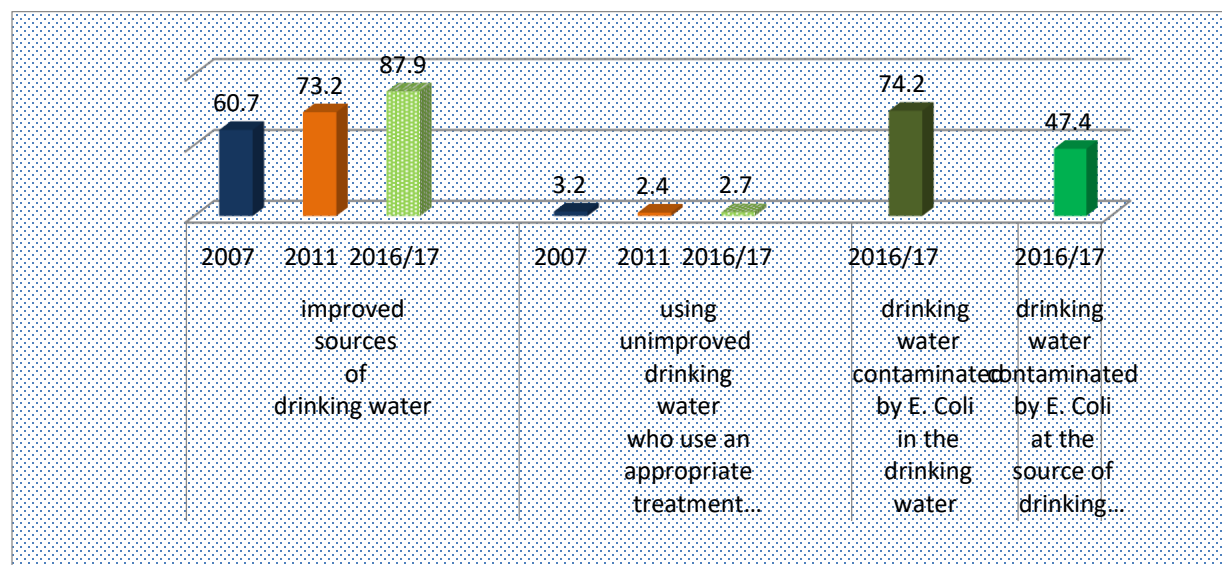 60.7
73.2
87.9
3.2
2.4
2.7
74.2
47.4
2007 2011 2016/17 2007 2011 2016/17 2016/17 2016/17
improved
sources
of
drinking water
using
unimproved
drinking
water
who use an
appropriate
treatment...
drinking
water
contaminated
by E. Coli
in the
drinking
water
drinking
water
contaminated
by E. Coli
at the
source of
drinking...